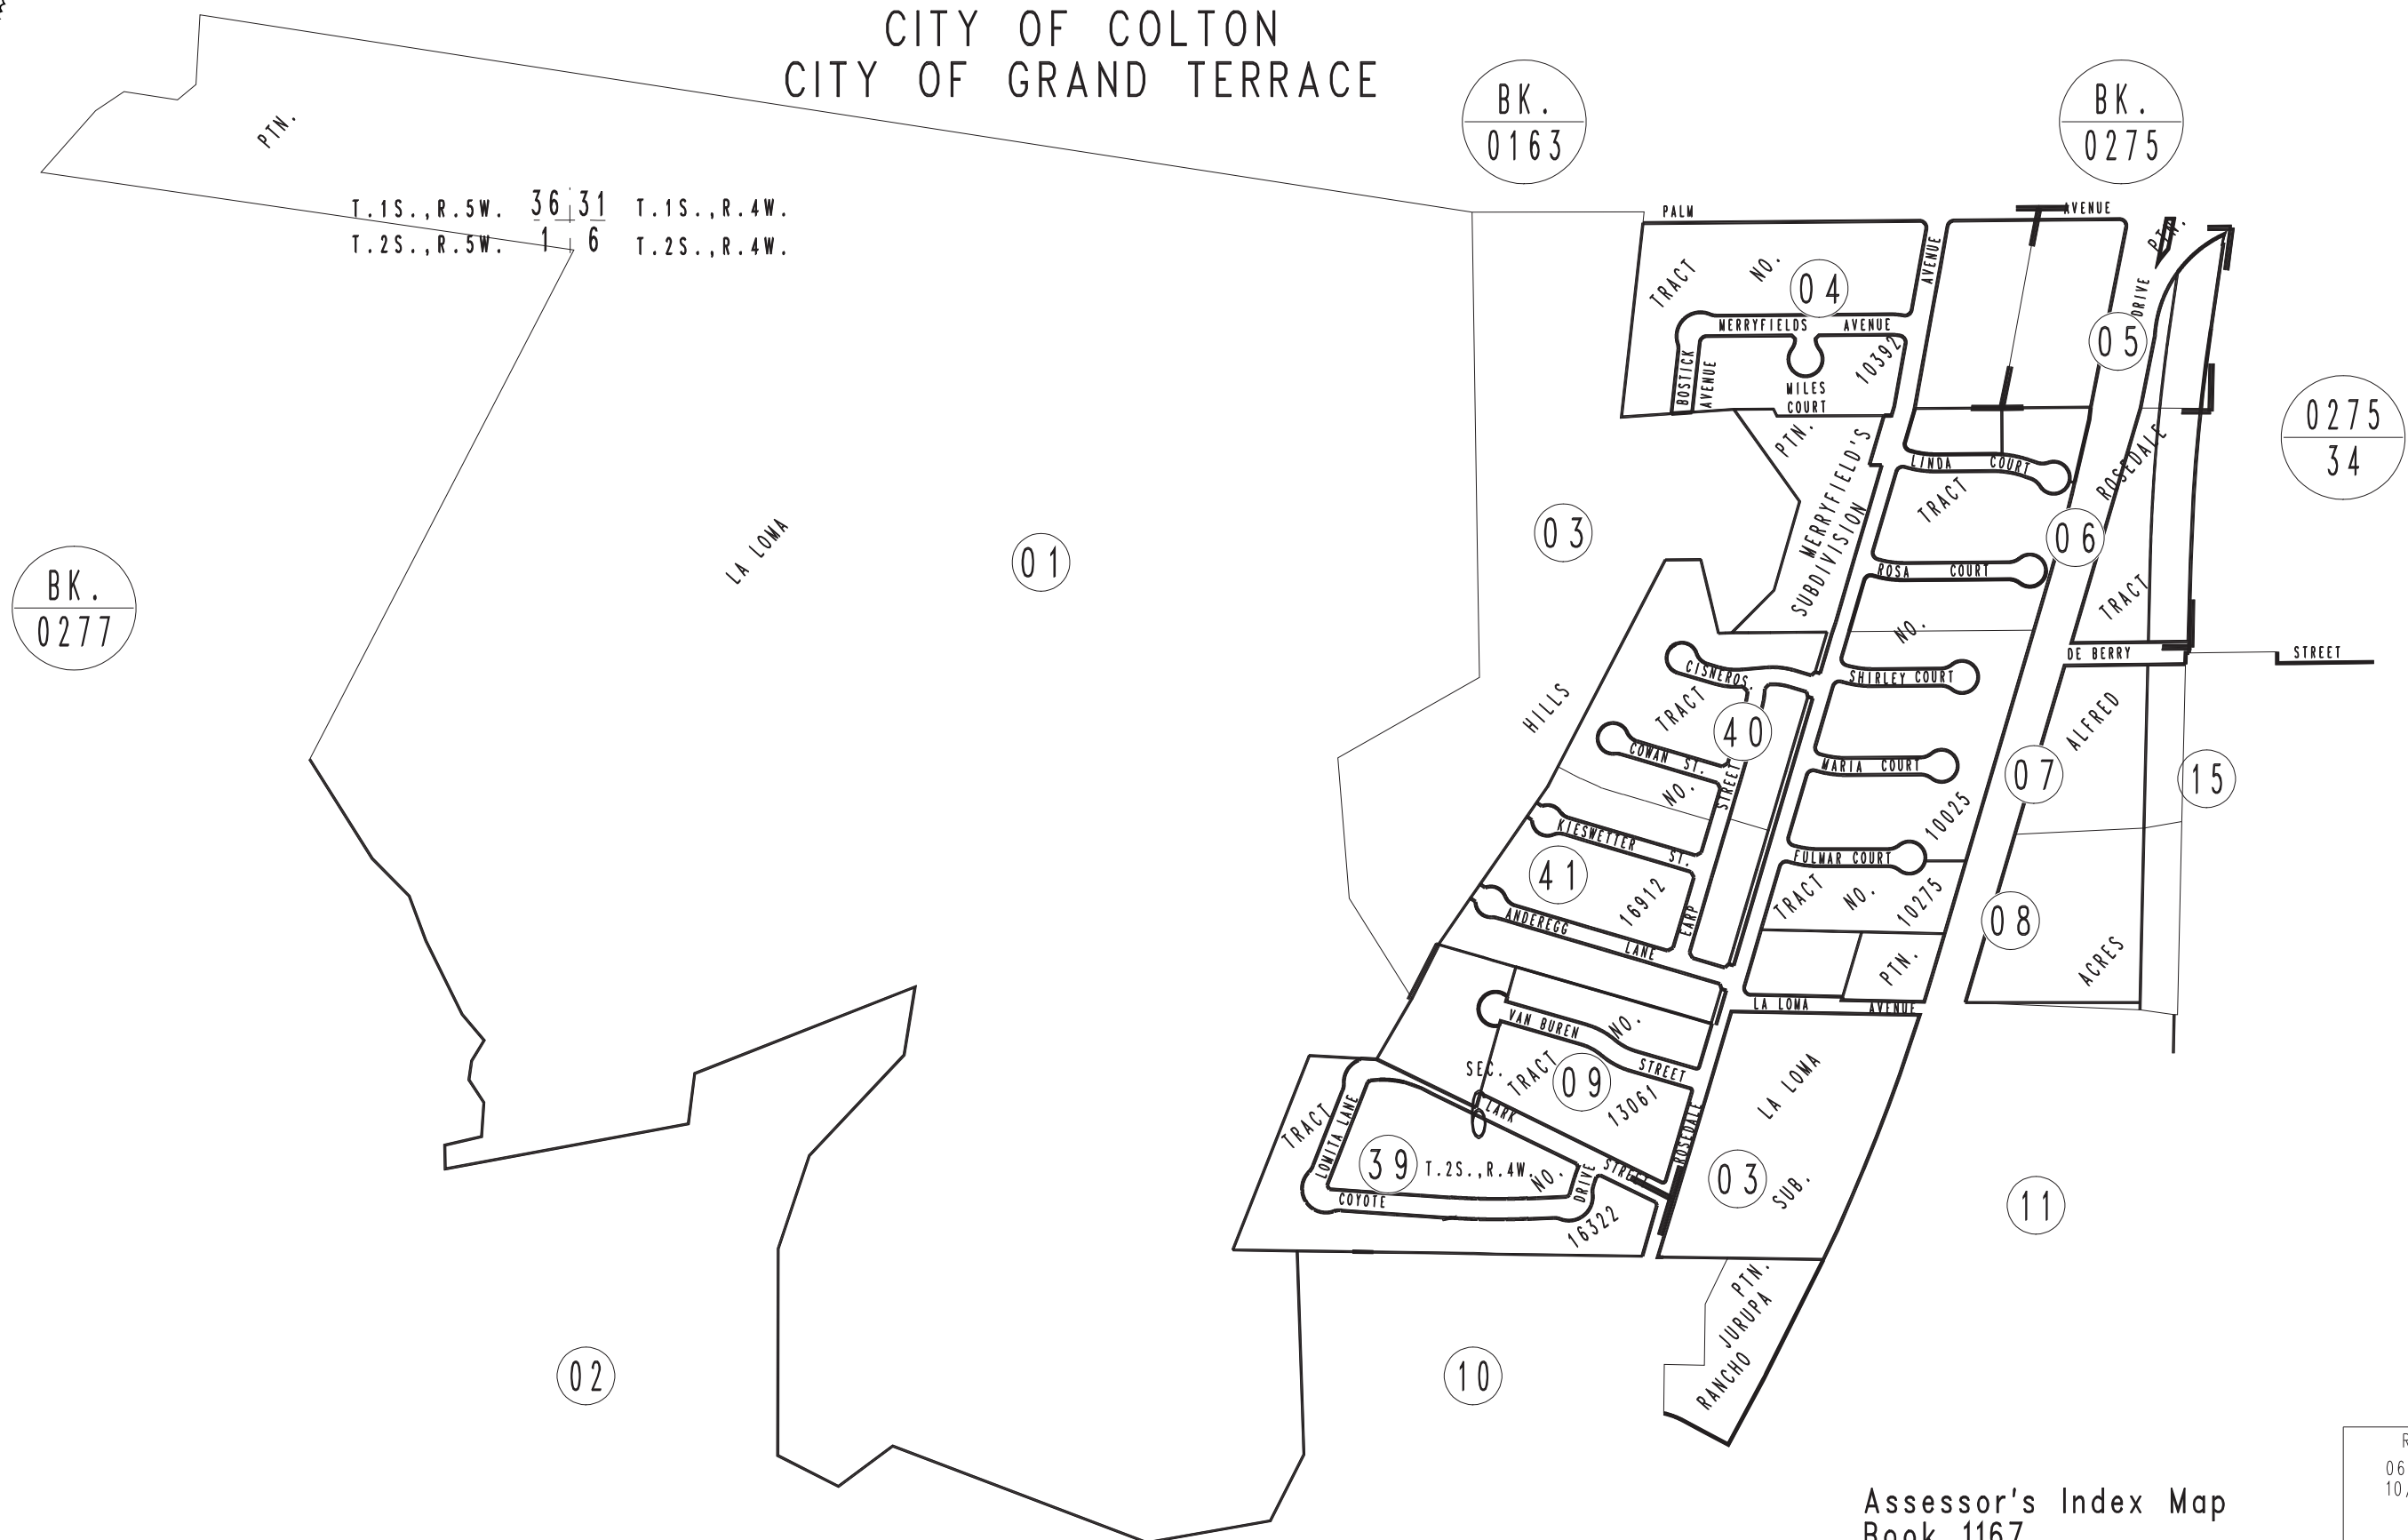 CITY OF COLTON
CITY OF GRAND TERRACE
BK.
0163
BK.
0275
PTN.
T.1S.,R.5W. 36 31 T.1S.,R.4W.
T.2S.,R.5W. 1 6 T.2S.,R.4W.
PALM
AVENUE
AVENUE
PTN.
DRIVE
TRACT
NO.
04
MERRYFIELDS AVENUE
BOSTICK
AVENUE
MILES
COURT
10392
05
0275
34
PTN.
MERRYFIELD'S
SUBDIVISION
LINDA COURT
TRACT
ROSEDALE
TRACT
06
LA LOMA
01
03
BK.
0277
ROSA COURT
NO.
DE BERRY
STREET
CISNEROS.
SHIRLEY COURT
HILLS
TRACT
40
COWAN ST.
NO.
STREET
MARIA COURT
ALFRED
07
15
10025
KIESWETTER ST.
FULMAR COURT
41
16912
TRACT
NO.
10275
08
ANDEREGG LANE
EARP
PTN.
ACRES
LA LOMA AVENUE
VAN BUREN STREET
NO.
SEC.
TRACT
09
13061
LA LOMA
TRACT
LOMITA LANE
LARK STREET
ROSEDALE
39
T.2S.,R.4W.
NO.
DRIVE
03
SUB.
COYOTE
16322
11
PTN.
JURUPA
RANCHO
02
10
Assessor's Index Map
Book 1167
R
06
10/